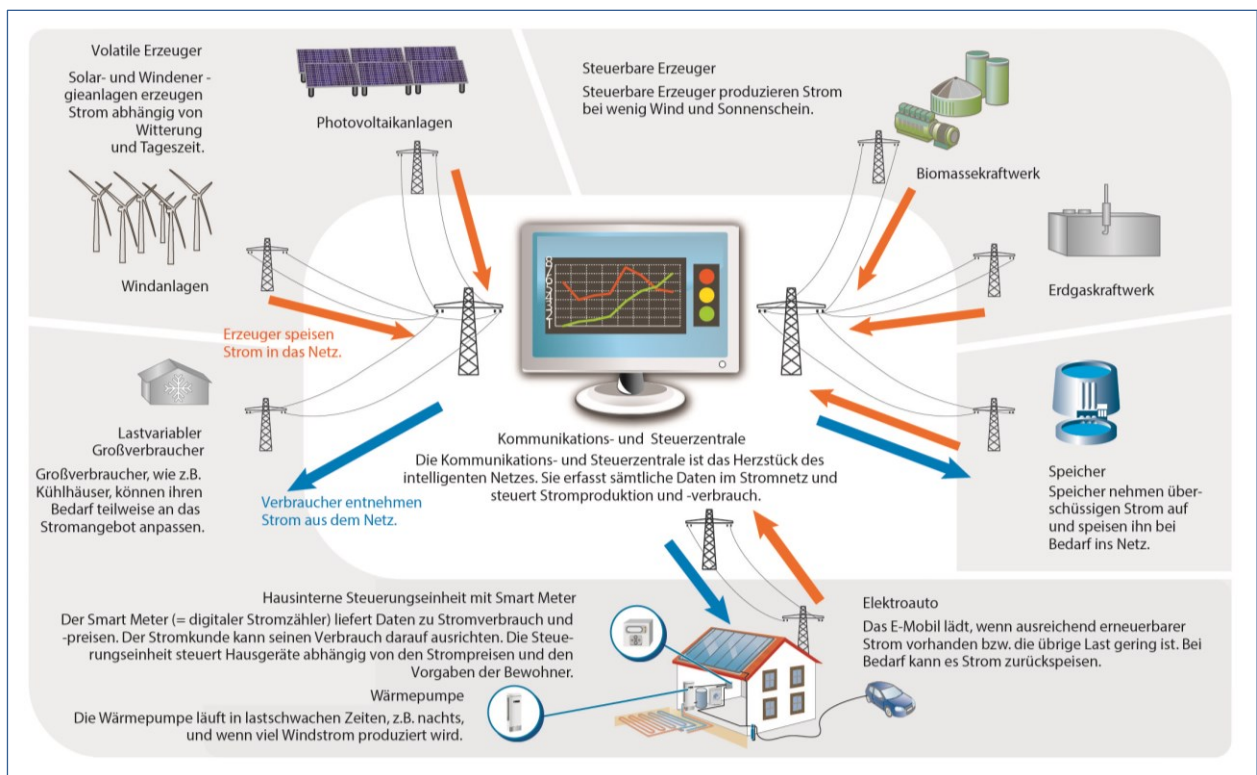 Volatile Erzeuger
Solar- und Windener -
gieanlagen erzeugen
Strom abhängig von
Witterung
und Tageszeit.
Photovoltaikanlagen
Windanlagen
Steuerbare Erzeuger
Steuerbare Erzeuger produzieren Strom
bei wenig Wind und Sonnenschein.
Biomassekraftwerk
Erdgaskraftwerk
Erzeuger speisen
Strom in das Netz.
8
7
6
5
4
3
2
1
Lastvariabler
Großverbraucher
Großverbraucher, wie z.B.
Kühlhäuser, können ihren
Bedarf teilweise an das
Stromangebot anpassen.
Verbraucher entnehmen
Strom aus dem Netz.
Kommunikations- und Steuerzentrale
Die Kommunikations- und Steuerzentrale ist das Herzstück des
intelligenten Netzes. Sie erfasst sämtliche Daten im Stromnetz und
steuert Stromproduktion und -verbrauch.
Speicher
Speicher nehmen über-
schüssigen Strom auf
und speisen ihn bei
Bedarf ins Netz.
Hausinterne Steuerungseinheit mit Smart Meter
Der Smart Meter (= digitaler Stromzähler) liefert Daten zu Stromverbrauch und
-preisen. Der Stromkunde kann seinen Verbrauch darauf ausrichten. Die Steue-
rungseinheit steuert Hausgeräte abhängig von den Strompreisen und den
Vorgaben der Bewohner.
Wärmepumpe
Die Wärmepumpe läuft in lastschwachen Zeiten, z.B. nachts,
und wenn viel Windstrom produziert wird.
Elektroauto
Das E-Mobil lädt, wenn ausreichend erneuerbarer
Strom vorhanden bzw. die übrige Last gering ist. Bei
Bedarf kann es Strom zurückspeisen.